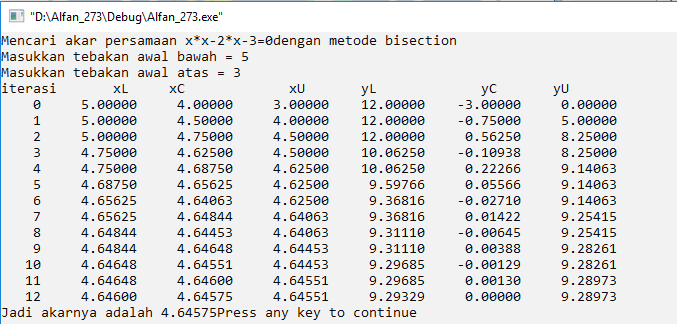 "D:\Alfan_273\Debug\Alfan_273.exe"
Mencari akar persamaan x*x-2*x-3=0dengan metode bisection
Masukkan tebakan awal bawah = 5
Masukkan tebakan awal atas = 3
iterasi xL xC xU yL yC yU
0 5.00000 4.00000 3.00000 12.00000 -3.00000 0.00000
1 5.00000 4.50000 4.00000 12.00000 -0.75000 5.00000
2 5.00000 4.75000 4.50000 12.00000 0.56250 8.25000
3 4.75000 4.62500 4.50000 10.06250 -0.10938 8.25000
4 4.75000 4.68750 4.62500 10.06250 0.22266 9.14063
5 4.68750 4.65625 4.62500 9.59766 0.05566 9.14063
6 4.65625 4.64063 4.62500 9.36816 -0.02710 9.14063
7 4.65625 4.64844 4.64063 9.36816 0.01422 9.25415
8 4.64844 4.64453 4.64063 9.31110 -0.00645 9.25415
9 4.64844 4.64648 4.64453 9.31110 0.00388 9.28261
10 4.64648 4.64551 4.64453 9.29685 -0.00129 9.28261
11 4.64648 4.64600 4.64551 9.29685 0.00130 9.28973
12 4.64600 4.64575 4.64551 9.29329 0.00000 9.28973
Jadi akarnya adalah 4.64575Press any key to continue